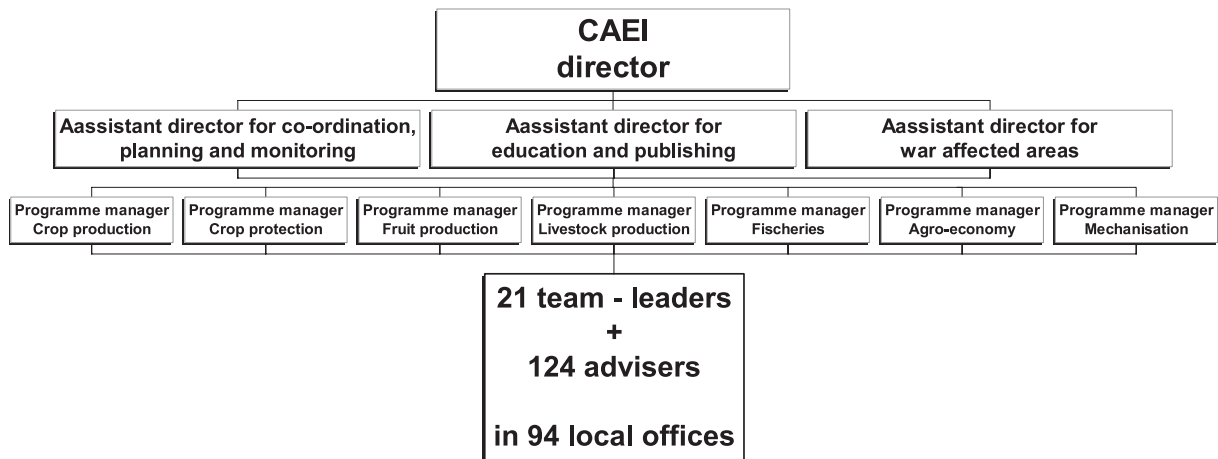 CAEI
director
Aassistant director for co-ordination,
planning and monitoring
Aassistant director for
education and publishing
Aassistant director for
war affected areas
Programme manager
Crop production
Programme manager
Crop protection
Programme manager
Fruit production
Programme manager
Livestock production
Programme manager
Fischeries
Programme manager
Agro-economy
Programme manager
Mechanisation
21 team - leaders
+
124 advisers
in 94 local offices